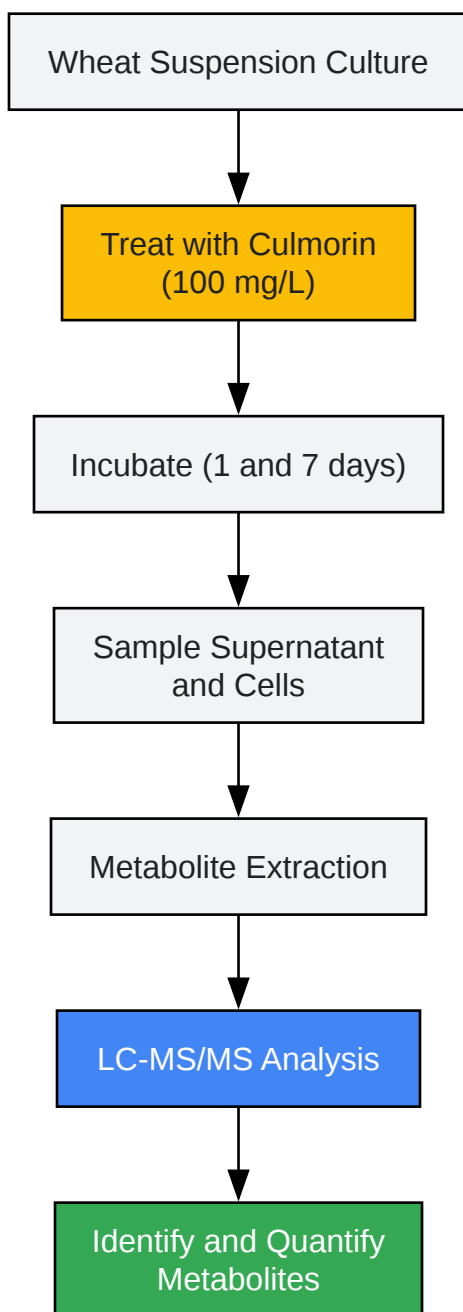 Wheat Suspension Culture
Treat with Culmorin
(100 mg/L)
Incubate (1 and 7 days)
Sample Supernatant
and Cells
Metabolite Extraction
LC-MS/MS Analysis
Identify and Quantify
Metabolites